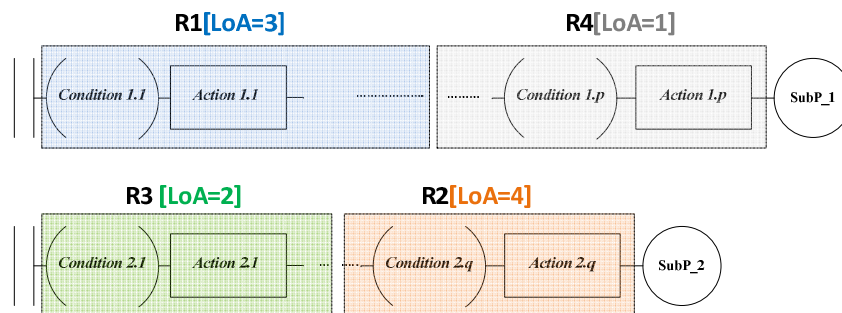 R1[LoA=3] R4[LoA=1]
Condition 1.1 Action 1.1 Condition 1.p Action 1.p SubP_1
R3 [LoA=2] R2[LoA=4]
Condition 2.1 Action 2.1 Condition 2.q Action 2.q SubP_2